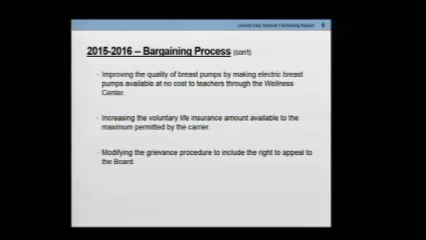 6
2015-2016 -- Bargaining Process (con't)
Improving the quality of breast pumps by making electric breast
pumps available at no cost to teachers through the Wellness
Center.
Increasing the voluntary life insurance amount available to the
maximum permitted by the carrier.
Modifying the grievance procedure to include the right to appeal to
the Board